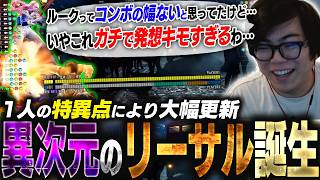 ルークってコンボの幅ないと思ってたけど…
いやこれガチで発想キモすぎるわ…
1人の特異点により大幅更新
異次元のリーサル誕生